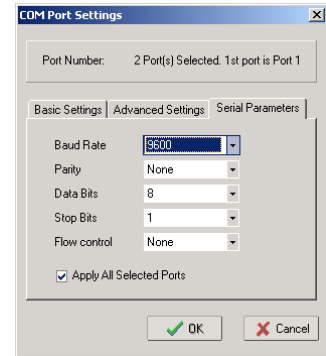 COM Port Settings
Port Number: 2 Port(s) Selected. 1st port is Port 1
Basic Settings Advanced Settings Serial Parameters
Baud Rate 9600
Parity None
Data Bits 8
Stop Bits 1
Flow control None
Apply All Selected Ports
OK Cancel